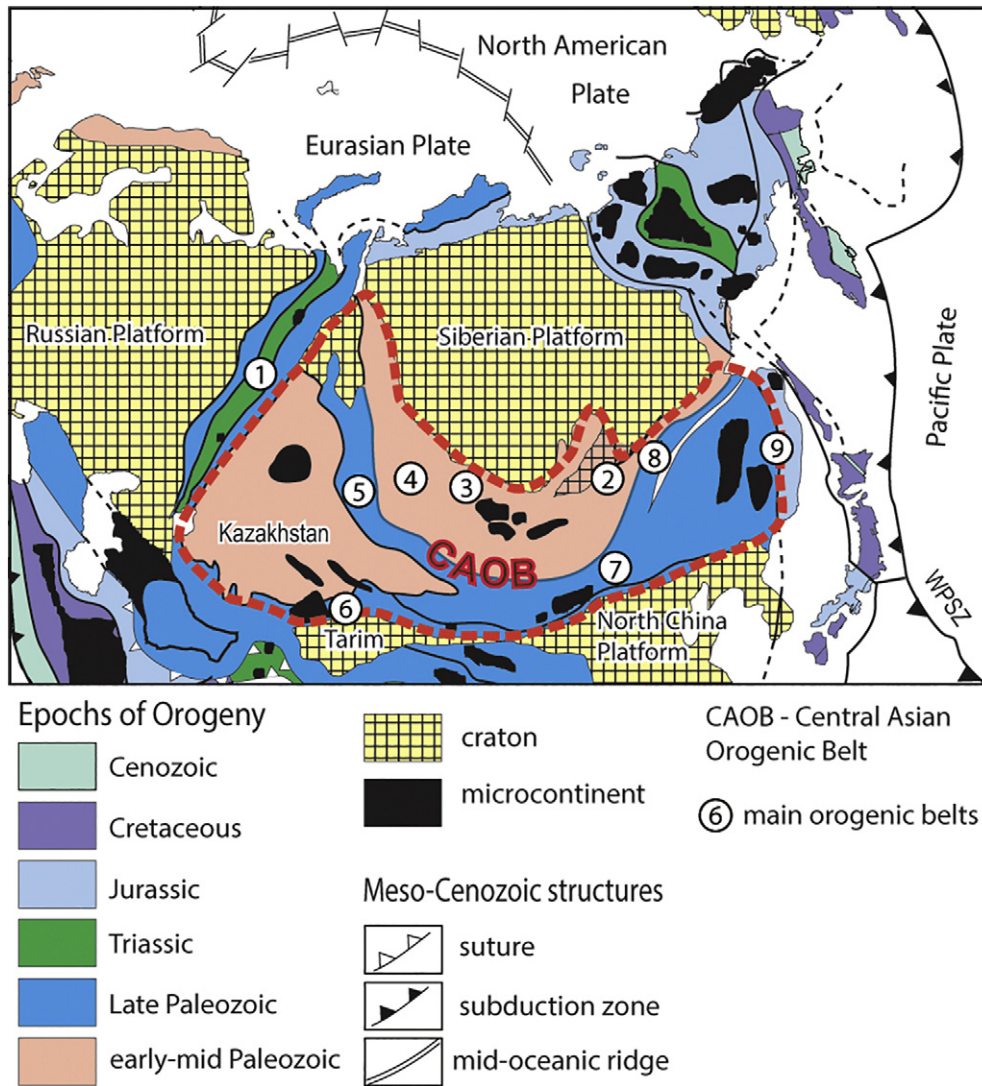 North American
Plate
Eurasian Plate
Russian Platform
Siberian Platform
Pacific Plate
1
2
3
4
5
6
7
8
9
Kazakhstan
CAOB
Tarim
North China
Platform
WPSZ
Epochs of Orogeny
Cenozoic
Cretaceous
Jurassic
Triassic
Late Paleozoic
early-mid Paleozoic
craton
microcontinent
Meso-Cenozoic structures
suture
subduction zone
mid-oceanic ridge
CAOB - Central Asian
Orogenic Belt
6 main orogenic belts